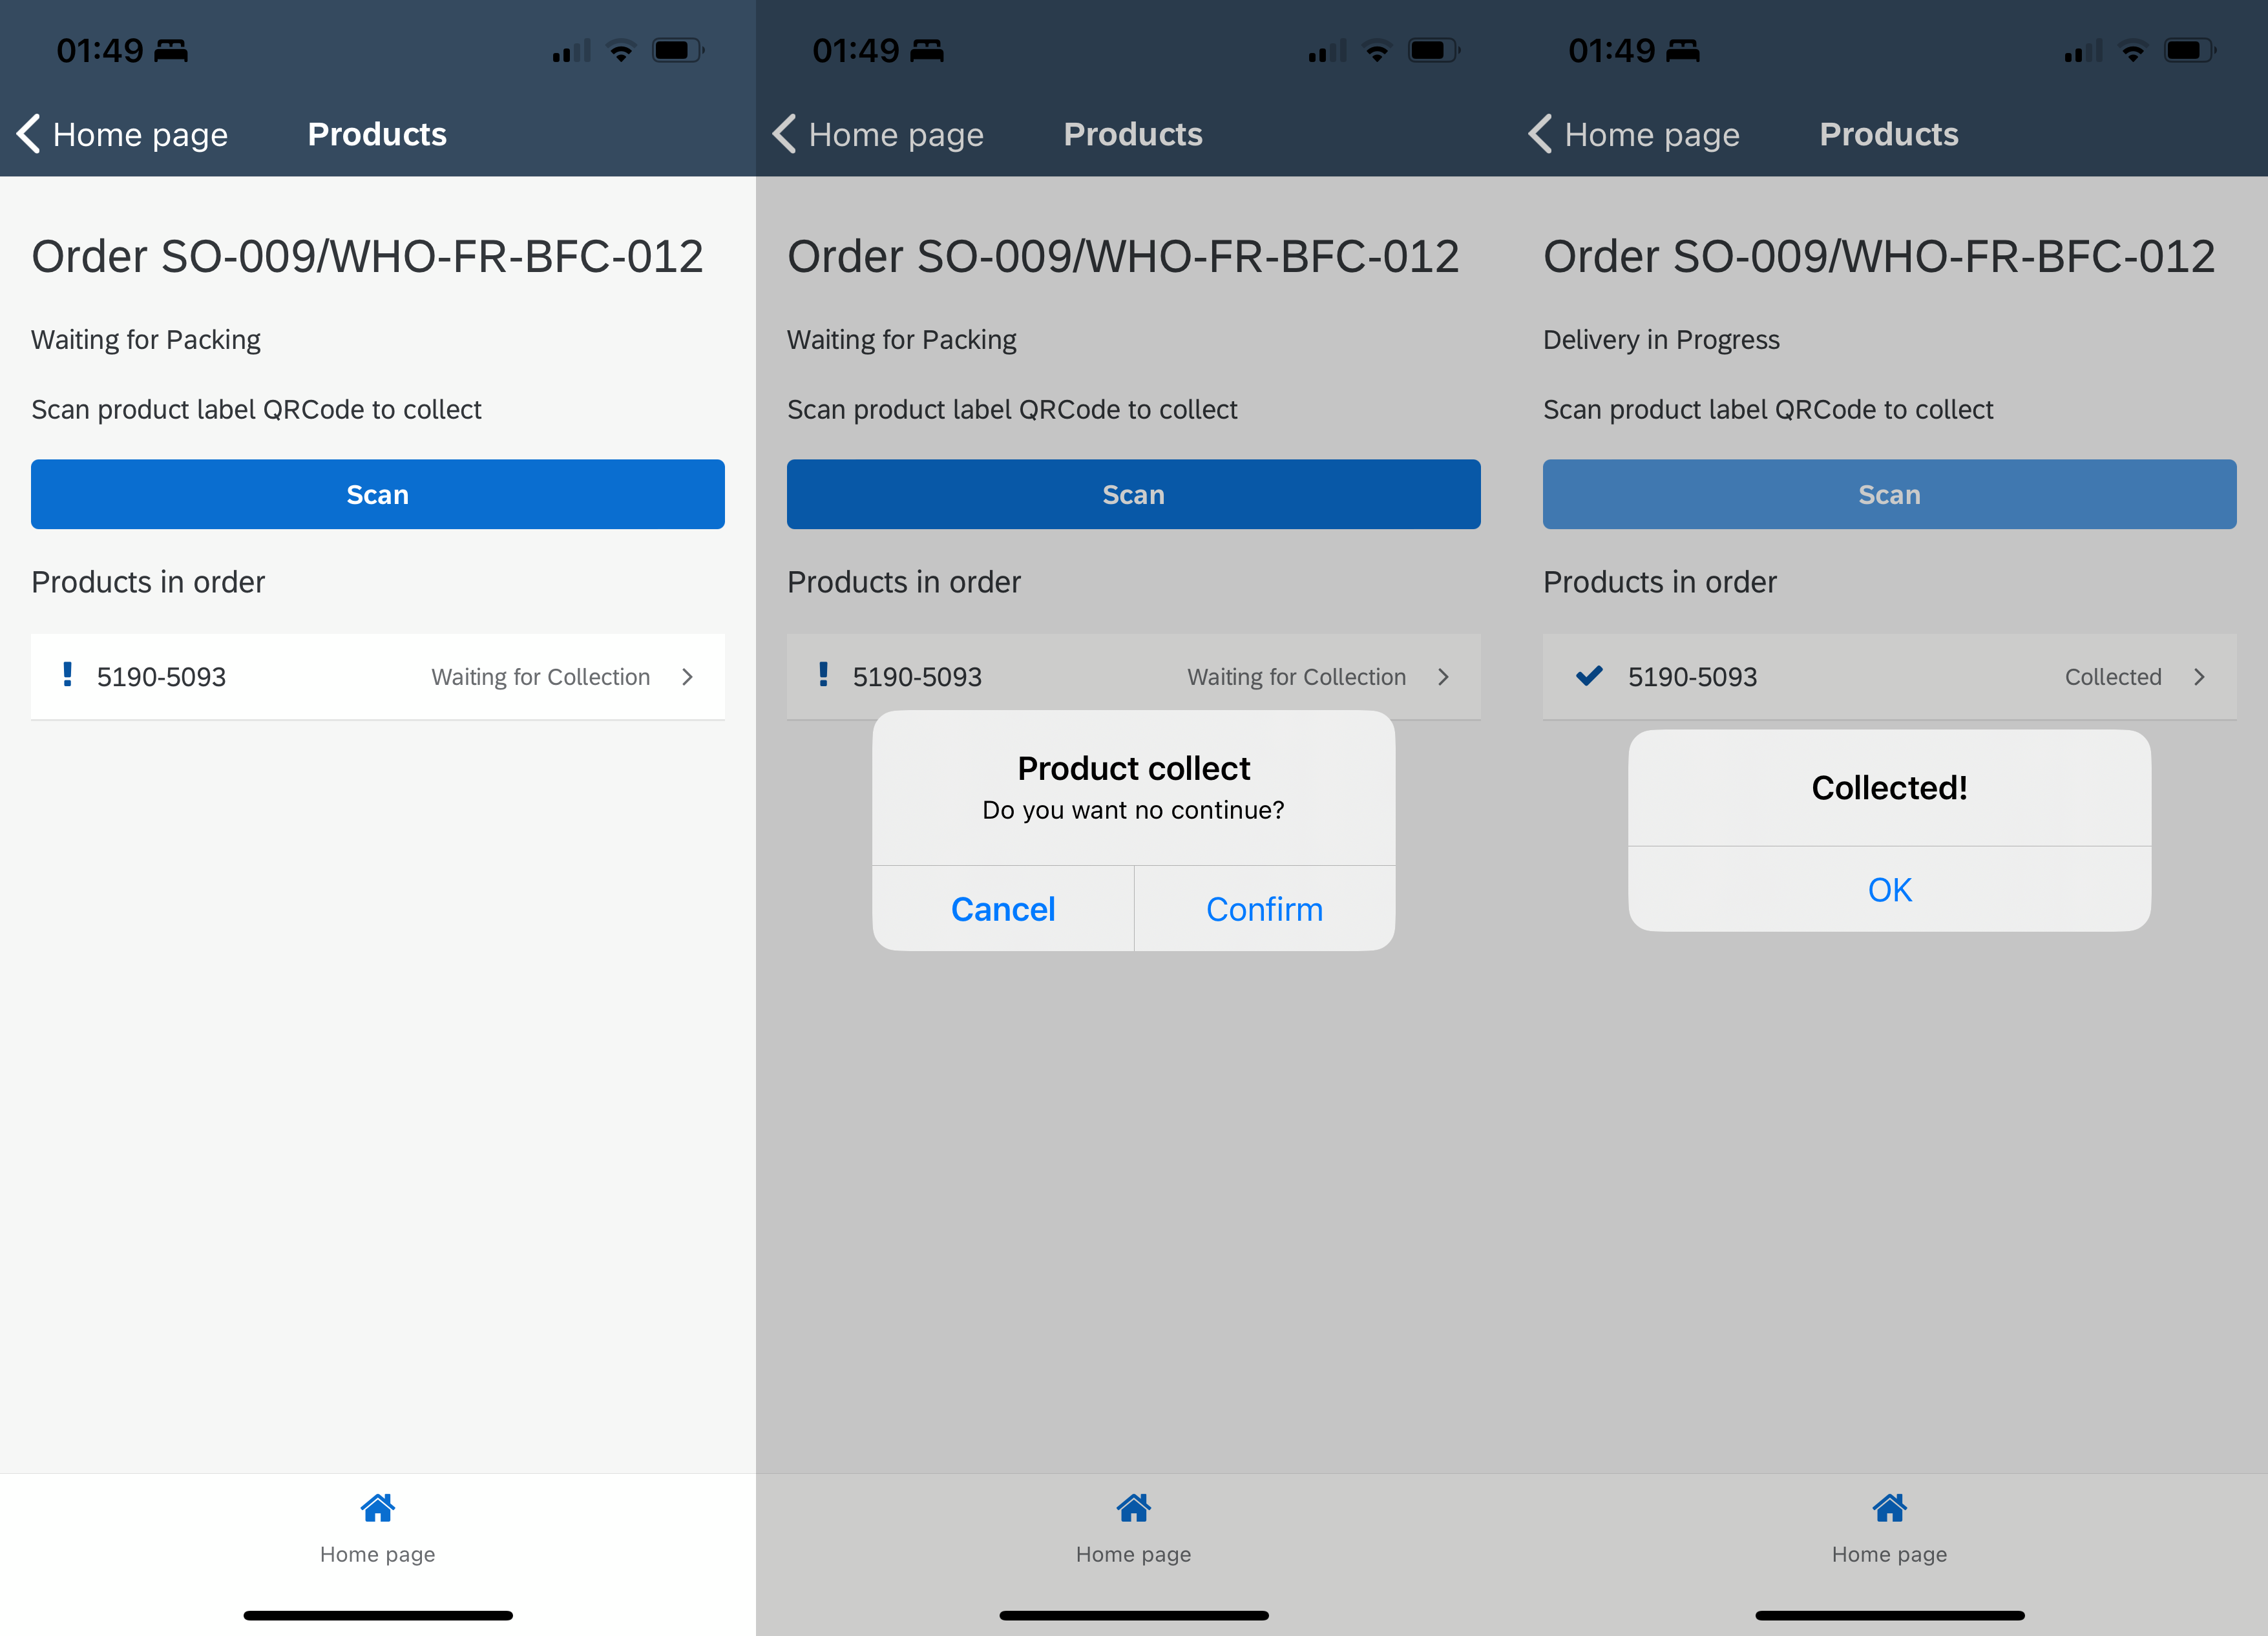 01:49
Home page
Products
Order SO-009/WHO-FR-BFC-012
Waiting for Packing
Scan product label QRCode to collect
Scan
Products in order
5190-5093 Waiting for Collection
Home page
01:49
Home page
Products
Order SO-009/WHO-FR-BFC-012
Waiting for Packing
Scan product label QRCode to collect
Scan
Products in order
5190-5093 Waiting for Collection
Product collect
Do you want no continue?
Cancel
Confirm
Home page
01:49
Home page
Products
Order SO-009/WHO-FR-BFC-012
Delivery in Progress
Scan product label QRCode to collect
Scan
Products in order
5190-5093 Collected
Collected!
OK
Home page